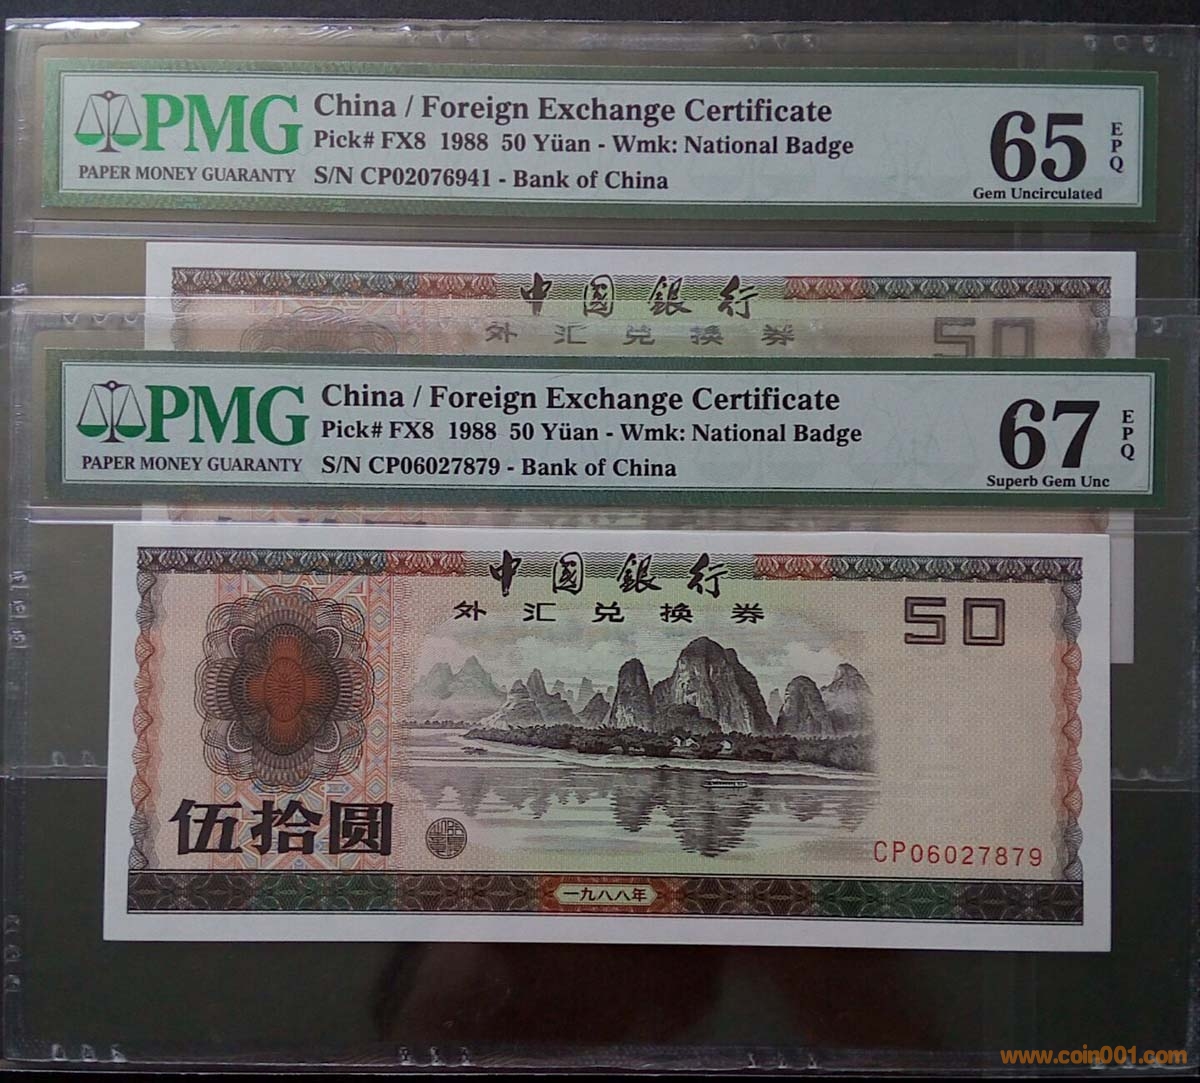 PMG
PAPER MONEY GUARANTY
China / Foreign Exchange Certificate
Pick# FX8 1988 50 Yüan - Wmk: National Badge
S/N CP02076941 - Bank of China
65
EPQ
Gem Uncirculated
中國銀行
外汇兑换券
50
PMG
PAPER MONEY GUARANTY
China / Foreign Exchange Certificate
Pick# FX8 1988 50 Yüan - Wmk: National Badge
S/N CP06027879 - Bank of China
67
EPQ
Superb Gem Unc
中國銀行
外汇兑换券
50
伍拾圆
CP06027879
一九八八年
www.coin001.com